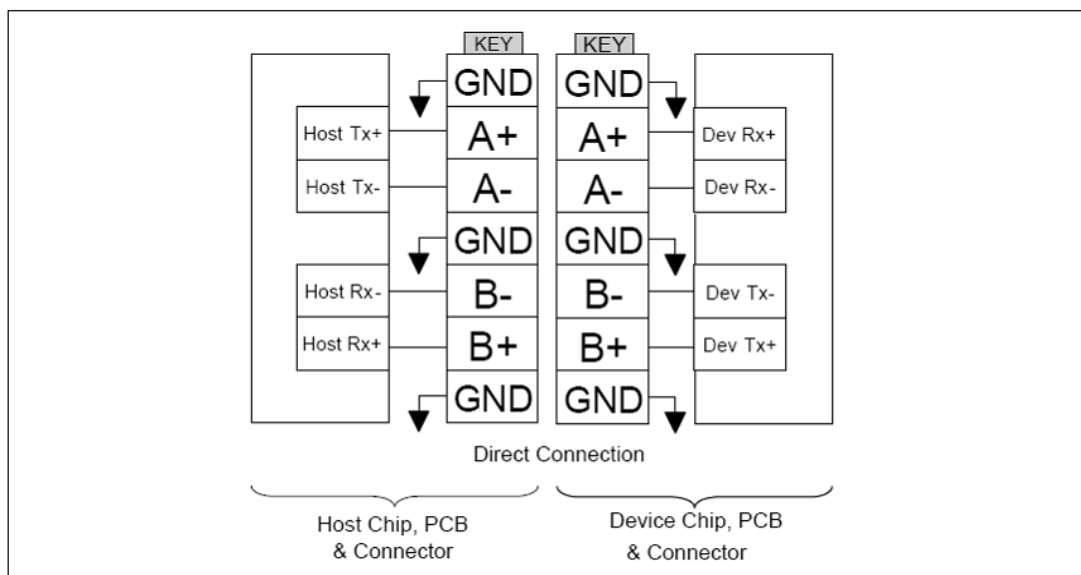 KEY KEY
GND GND
Host Tx+ A+ A+ Dev Rx+
Host Tx- A- A- Dev Rx-
GND GND
Host Rx- B- B- Dev Tx-
Host Rx+ B+ B+ Dev Tx+
GND GND
Direct Connection
Host Chip, PCB
& Connector
Device Chip, PCB
& Connector